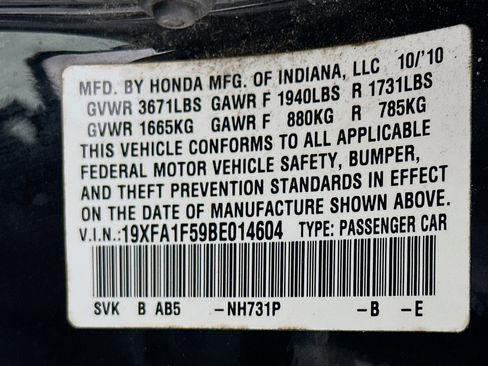 MFD. BY HONDA MFG. OF INDIANA, LLC 10/'10
GVWR 3671LBS GAWR F 1940LBS R 1731LBS
GVWR 1665KG GAWR F 880KG R 785KG
THIS VEHICLE CONFORMS TO ALL APPLICABLE
FEDERAL MOTOR VEHICLE SAFETY, BUMPER,
AND THEFT PREVENTION STANDARDS IN EFFECT
ON THE DATE OF MANUFACTURE SHOWN ABOVE.
V.I.N.:19XFA1F59BE014604 TYPE: PASSENGER CAR
SVK B AB5 -NH731P -B -E